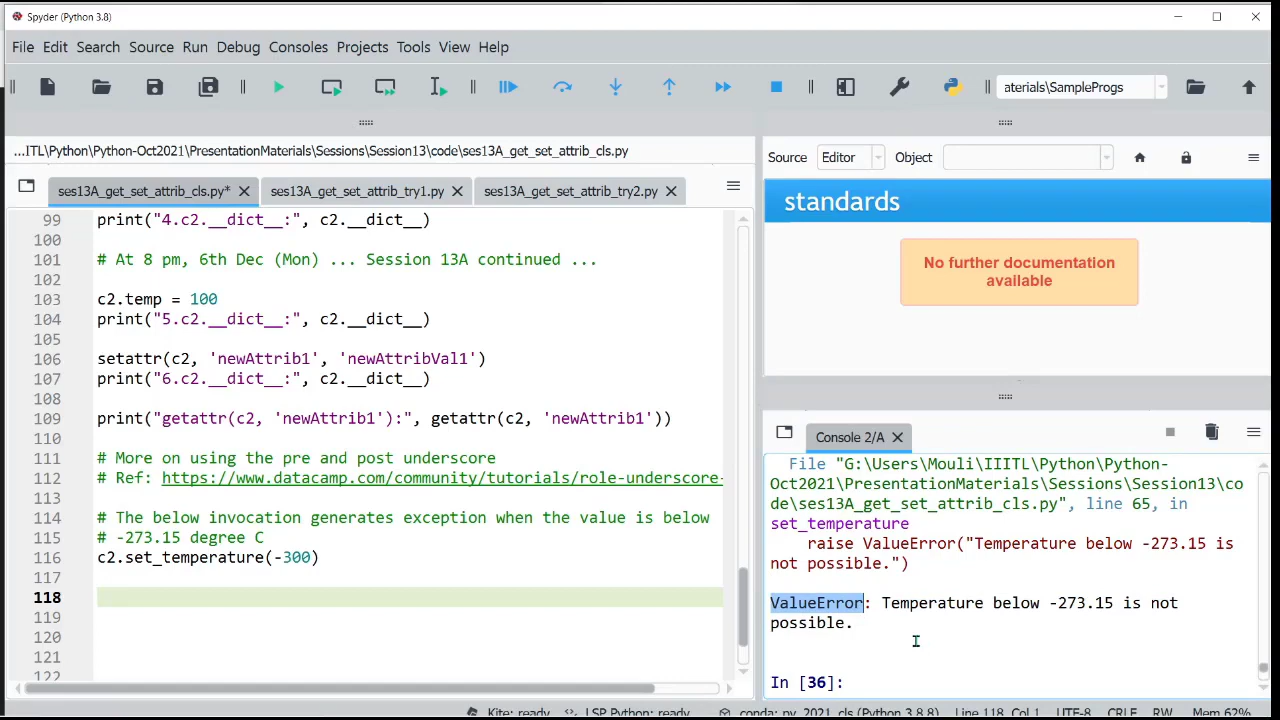 Spyder (Python 3.8)
File Edit Search Source Run Debug Consoles Projects Tools View Help
aterials\SampleProgs
...ITL\Python\Python-Oct2021\PresentationMaterials\Sessions\Session13\code\ses13A_get_set_attrib_cls.py
ses13A_get_set_attrib_cls.py* ses13A_get_set_attrib_try1.py ses13A_get_set_attrib_try2.py
99 print("4.c2.__dict__:", c2.__dict__)
100
101 # At 8 pm, 6th Dec (Mon) ... Session 13A continued ...
102
103 c2.temp = 100
104 print("5.c2.__dict__:", c2.__dict__)
105
106 setattr(c2, 'newAttrib1', 'newAttribVal1')
107 print("6.c2.__dict__:", c2.__dict__)
108
109 print("getattr(c2, 'newAttrib1'):", getattr(c2, 'newAttrib1'))
110
111 # More on using the pre and post underscore
112 # Ref: https://www.datacamp.com/community/tutorials/role-underscore-
113
114 # The below invocation generates exception when the value is below
115 # -273.15 degree C
116 c2.set_temperature(-300)
117
118
119
120
121
122
Source Editor Object
standards
No further documentation
available
Console 2/A
File "G:\Users\Mouli\IIITL\Python\Python-
Oct2021\PresentationMaterials\Sessions\Session13\co
de\ses13A_get_set_attrib_cls.py", line 65, in
set_temperature
raise ValueError("Temperature below -273.15 is
not possible.")
ValueError: Temperature below -273.15 is not
possible.
In [36]:
Kite: ready LSP Python: ready conda: py_2021_cls (Python 3.8.8) Line 118, Col 1 UTF-8 CRLF RW Mem 62%